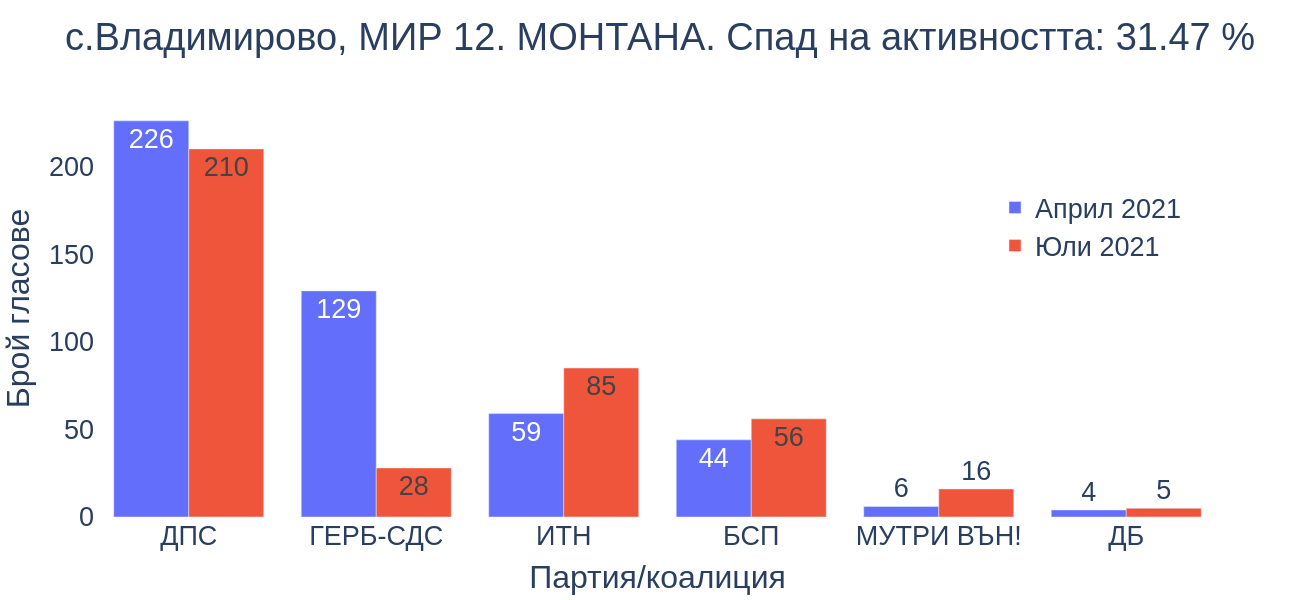 с.Владимирово, МИР 12. МОНТАНА. Спад на активността: 31.47 %
Брой гласове
200
150
100
50
0
226
210
129
28
59
85
44
56
6
16
4
5
Април 2021
Юли 2021
ДПС
ГЕРБ-СДС
ИТН
БСП
МУТРИ ВЪН!
ДБ
Партия/коалиция